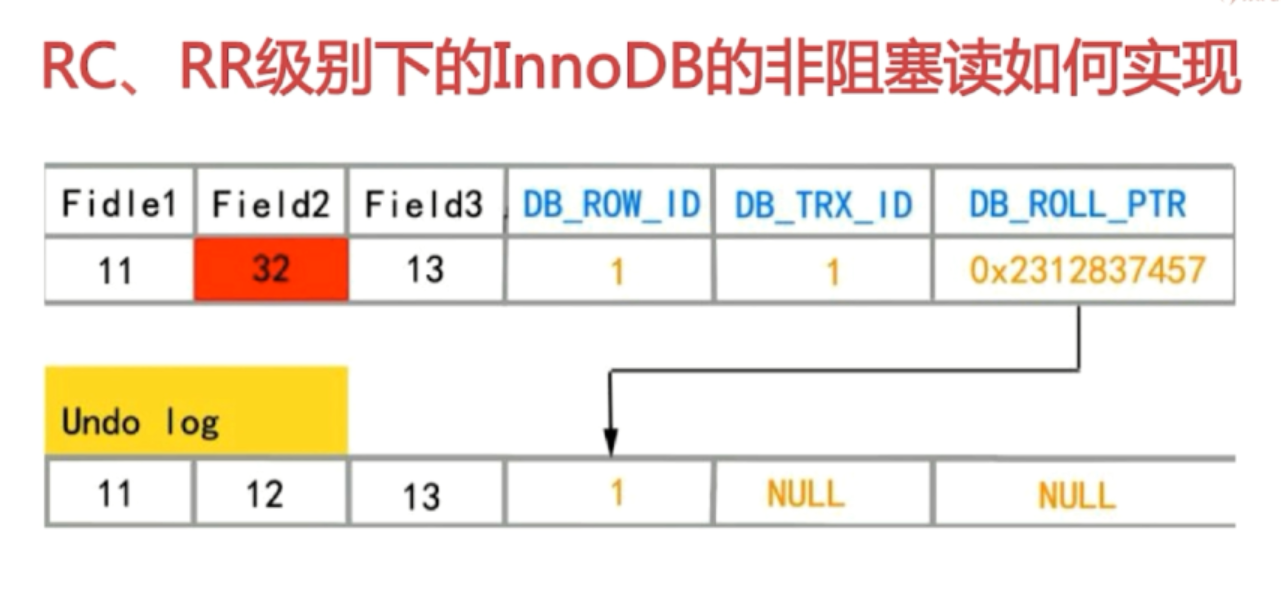 RC、RR级别下的InnoDB的非阻塞读如何实现
Fidle1 Field2 Field3 DB_ROW_ID DB_TRX_ID DB_ROLL_PTR
11 32 13 1 1 0x2312837457
Undo log
11 12 13 1 NULL NULL